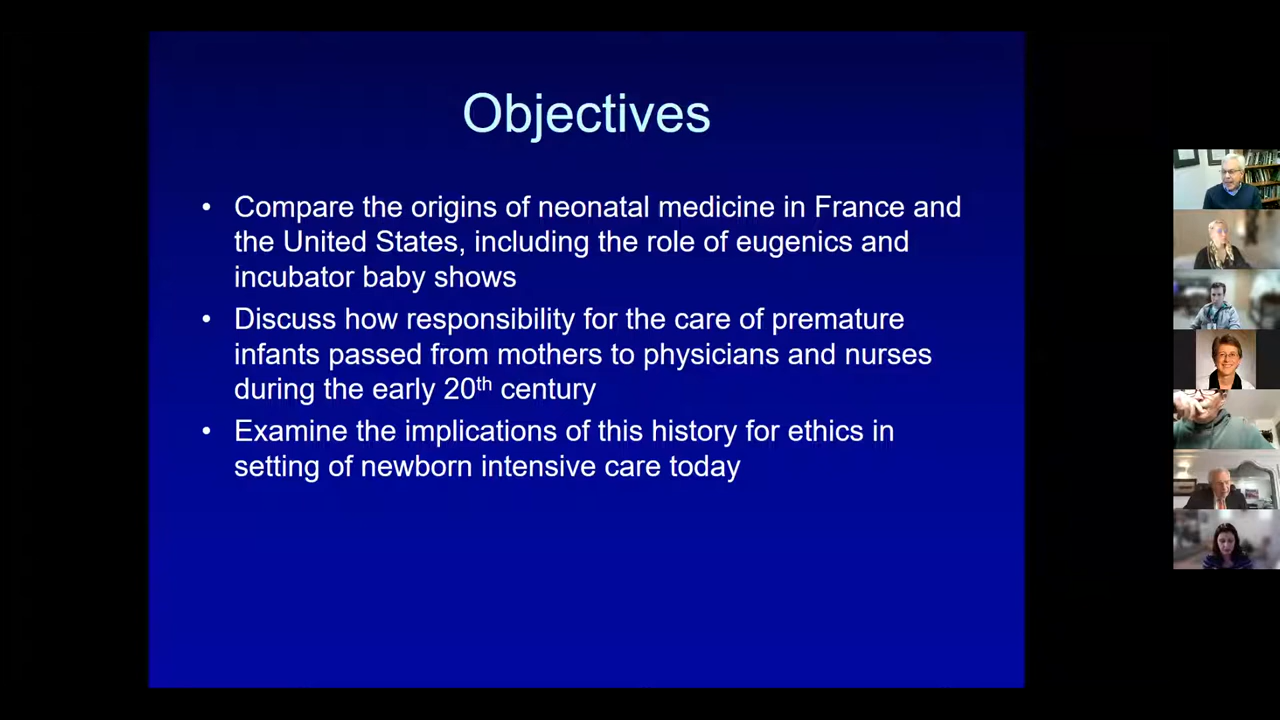 Objectives
• Compare the origins of neonatal medicine in France and
the United States, including the role of eugenics and
incubator baby shows
• Discuss how responsibility for the care of premature
infants passed from mothers to physicians and nurses
during the early 20th century
• Examine the implications of this history for ethics in
setting of newborn intensive care today